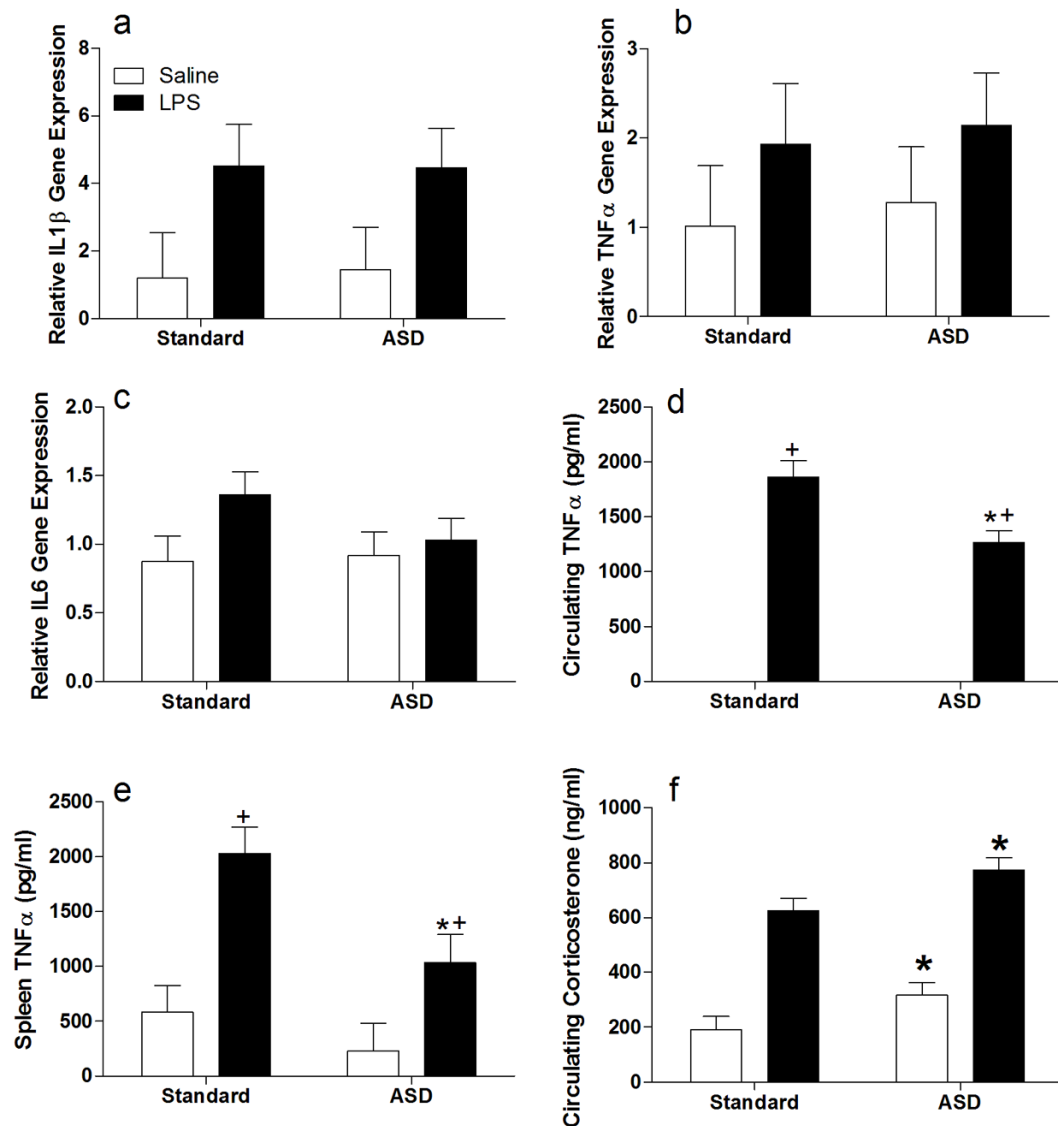 a
Relative IL1β Gene Expression
8
6
4
2
0
Saline
LPS
Standard ASD
b
Relative TNFα Gene Expression
3
2
1
0
Standard ASD
c
Relative IL6 Gene Expression
2.0
1.5
1.0
0.5
0.0
Standard ASD
d
Circulating TNFα (pg/ml)
2500
2000
1500
1000
500
0
+
*+
Standard ASD
e
Spleen TNFα (pg/ml)
2500
2000
1500
1000
500
0
+
*+
Standard ASD
f
Circulating Corticosterone (ng/ml)
1000
800
600
400
200
0
*
*
Standard ASD